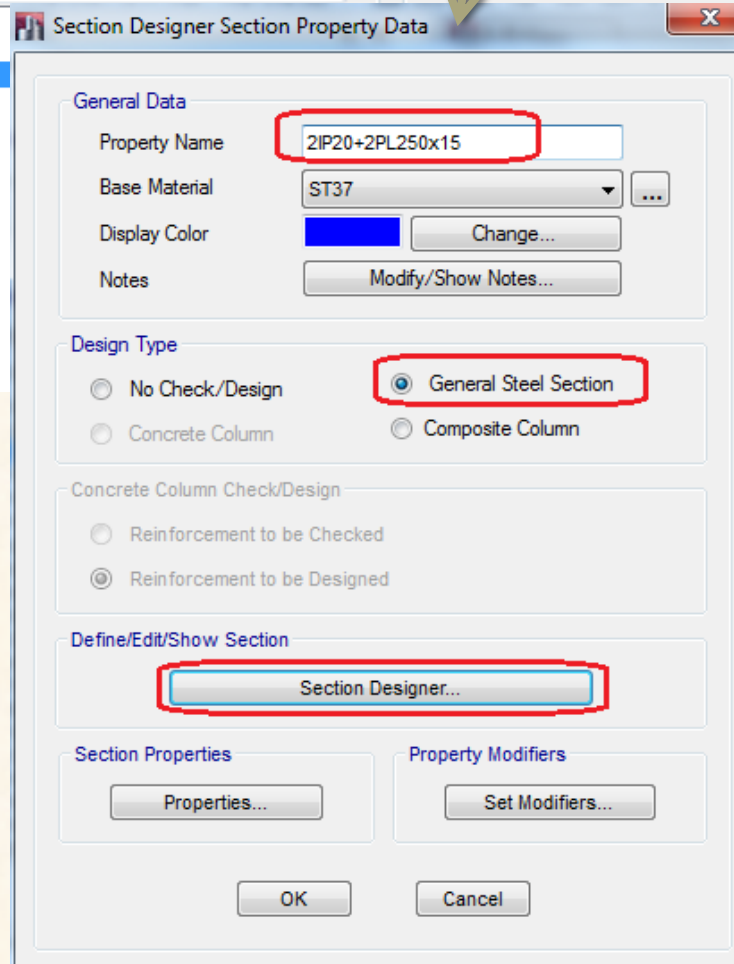 Section Designer Section Property Data
General Data
Property Name 2IP20+2PL250x15
Base Material ST37 ...
Display Color Change...
Notes Modify/Show Notes...
Design Type
No Check/Design General Steel Section
Concrete Column Composite Column
Concrete Column Check/Design
Reinforcement to be Checked
Reinforcement to be Designed
Define/Edit/Show Section
Section Designer...
Section Properties Property Modifiers
Properties... Set Modifiers...
OK Cancel